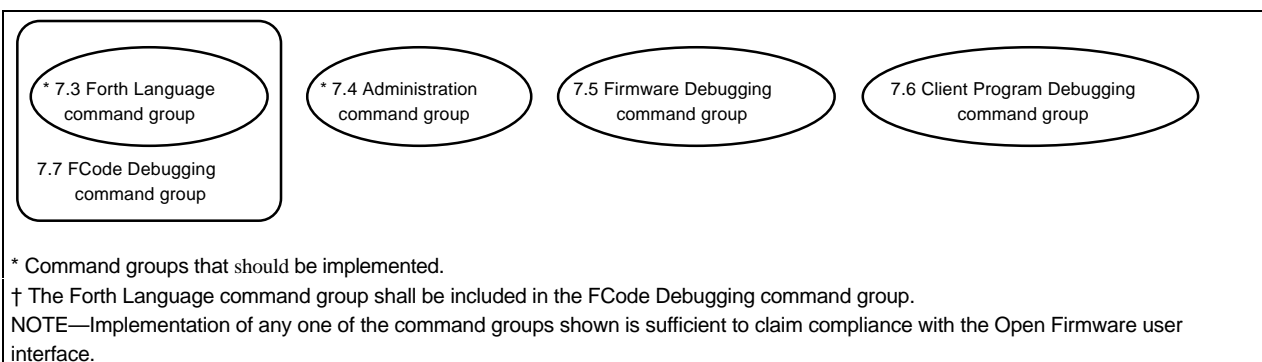 * 7.3 Forth Language
command group
* 7.4 Administration
command group
7.5 Firmware Debugging
command group
7.6 Client Program Debugging
command group
7.7 FCode Debugging
command group
* Command groups that should be implemented.
† The Forth Language command group shall be included in the FCode Debugging command group.
NOTE—Implementation of any one of the command groups shown is sufficient to claim compliance with the Open Firmware user
interface.